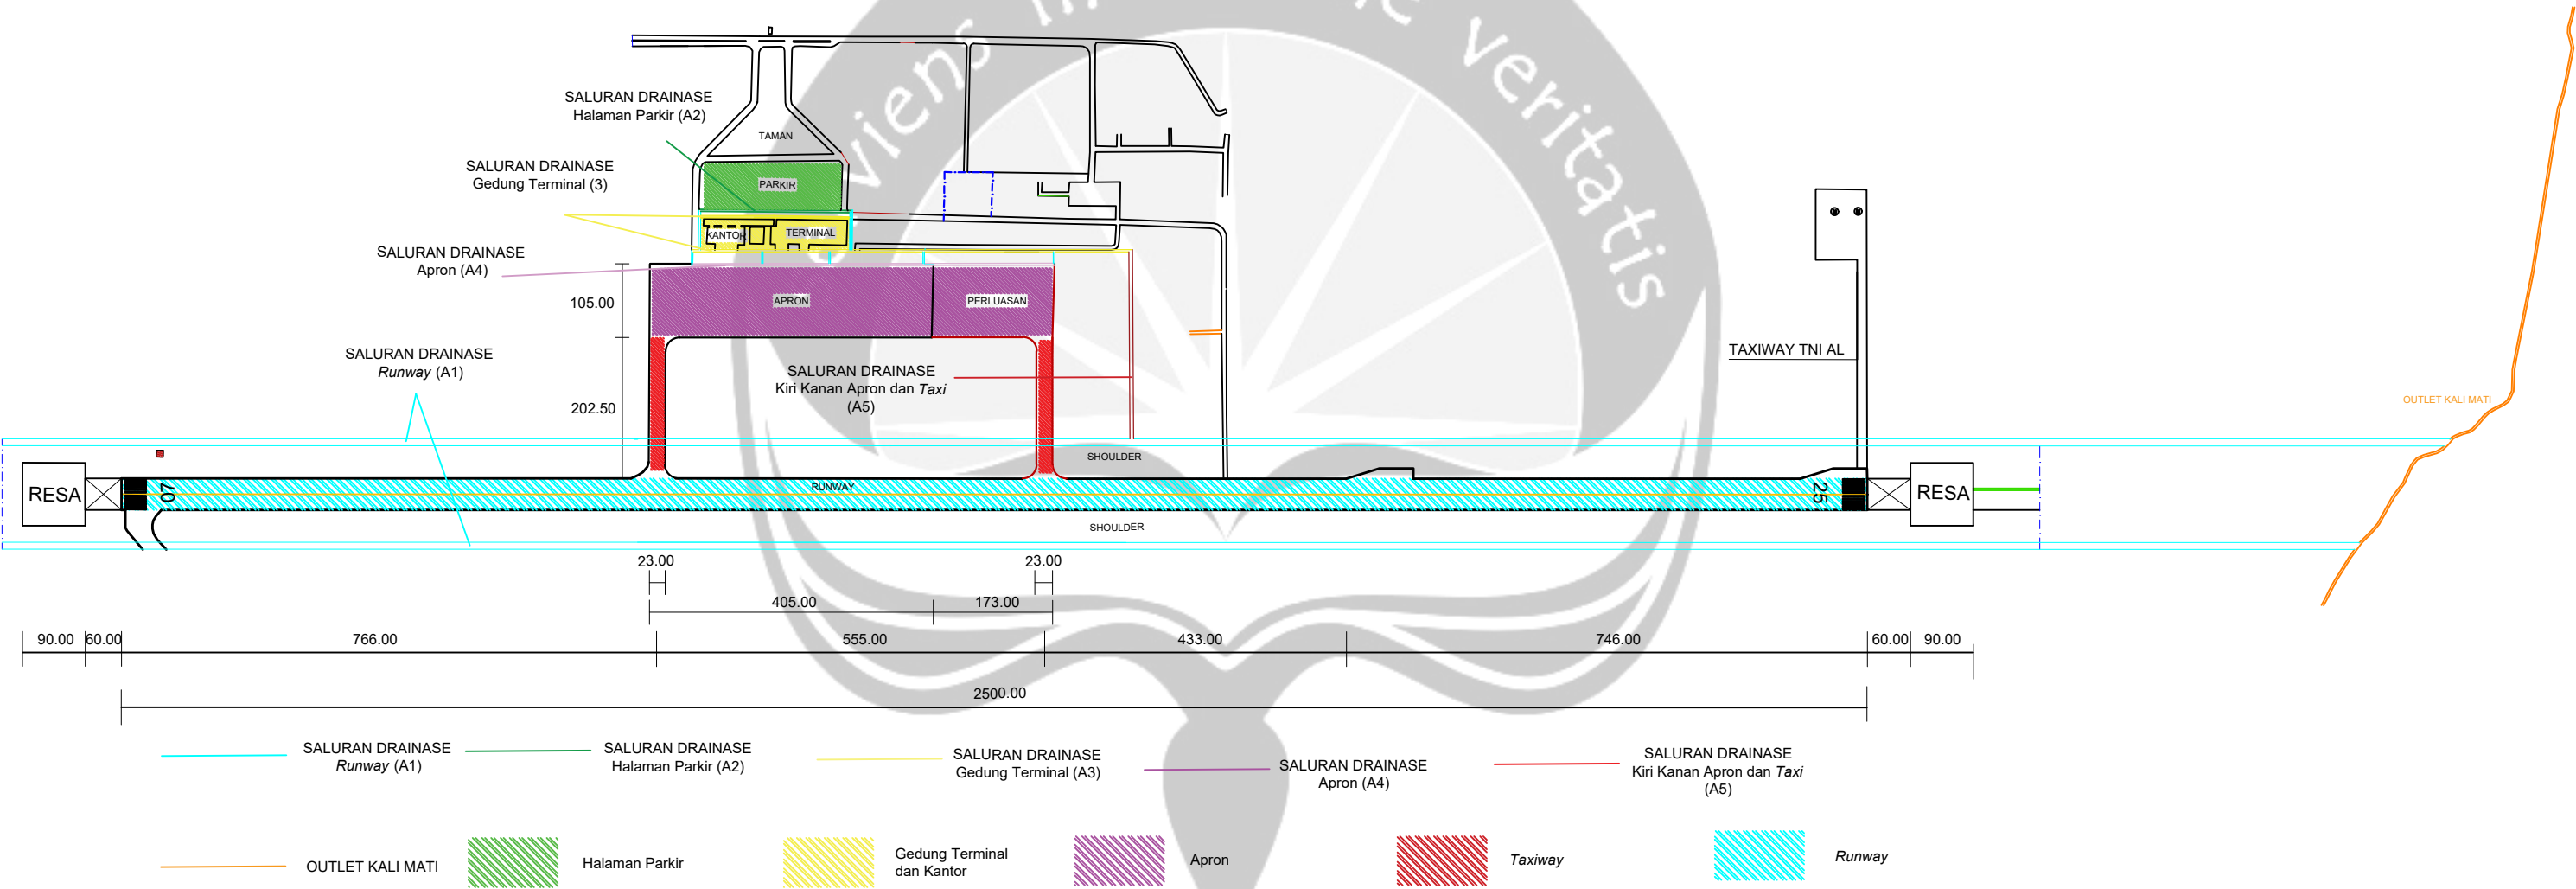 viens
Veritatis
SALURAN DRAINASE
Halaman Parkir (A2)
TAMAN
SALURAN DRAINASE
Gedung Terminal (3)
PARKIR
KANTOR
TERMINAL
SALURAN DRAINASE
Apron (A4)
105.00
APRON
PERLUASAN
SALURAN DRAINASE
Runway (A1)
TAXIWAY TNI AL
SALURAN DRAINASE
Kiri Kanan Apron dan Taxi
(A5)
202.50
OUTLET KALI MATI
SHOULDER
RESA
07
RUNWAY
25
RESA
SHOULDER
23.00
23.00
405.00
173.00
90.00
60.00
766.00
555.00
433.00
746.00
60.00
90.00
2500.00
SALURAN DRAINASE
Runway (A1)
SALURAN DRAINASE
Halaman Parkir (A2)
SALURAN DRAINASE
Gedung Terminal (A3)
SALURAN DRAINASE
Apron (A4)
SALURAN DRAINASE
Kiri Kanan Apron dan Taxi
(A5)
OUTLET KALI MATI
Halaman Parkir
Gedung Terminal
dan Kantor
Apron
Taxiway
Runway